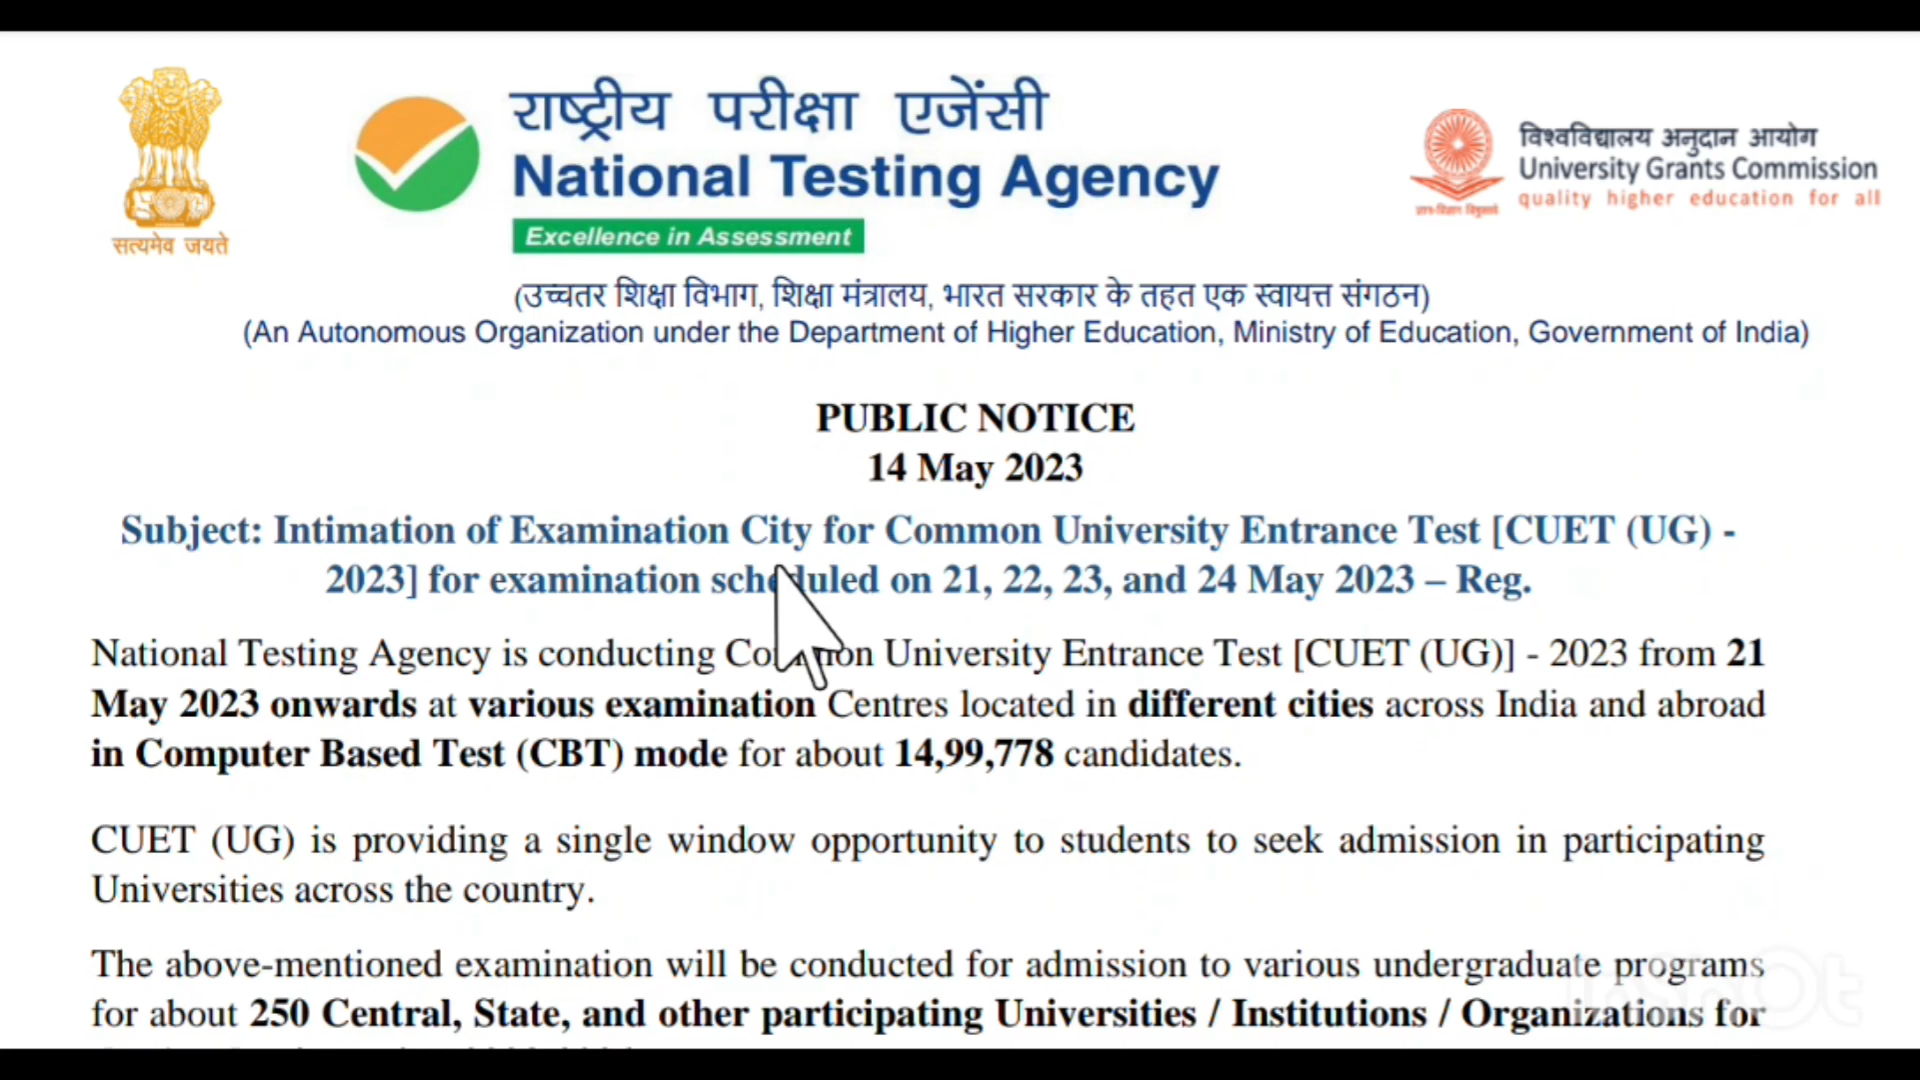 राष्ट्रीय परीक्षा एजेंसी
National Testing Agency
Excellence in Assessment
सत्यमेव जयते
विश्वविद्यालय अनुदान आयोग
University Grants Commission
quality higher education for all
(उच्चतर शिक्षा विभाग, शिक्षा मंत्रालय, भारत सरकार के तहत एक स्वायत्त संगठन)
(An Autonomous Organization under the Department of Higher Education, Ministry of Education, Government of India)
PUBLIC NOTICE
14 May 2023
Subject: Intimation of Examination City for Common University Entrance Test [CUET (UG) -
2023] for examination scheduled on 21, 22, 23, and 24 May 2023 – Reg.
National Testing Agency is conducting Common University Entrance Test [CUET (UG)] - 2023 from 21
May 2023 onwards at various examination Centres located in different cities across India and abroad
in Computer Based Test (CBT) mode for about 14,99,778 candidates.
CUET (UG) is providing a single window opportunity to students to seek admission in participating
Universities across the country.
The above-mentioned examination will be conducted for admission to various undergraduate programs
for about 250 Central, State, and other participating Universities / Institutions / Organizations for
InShOt